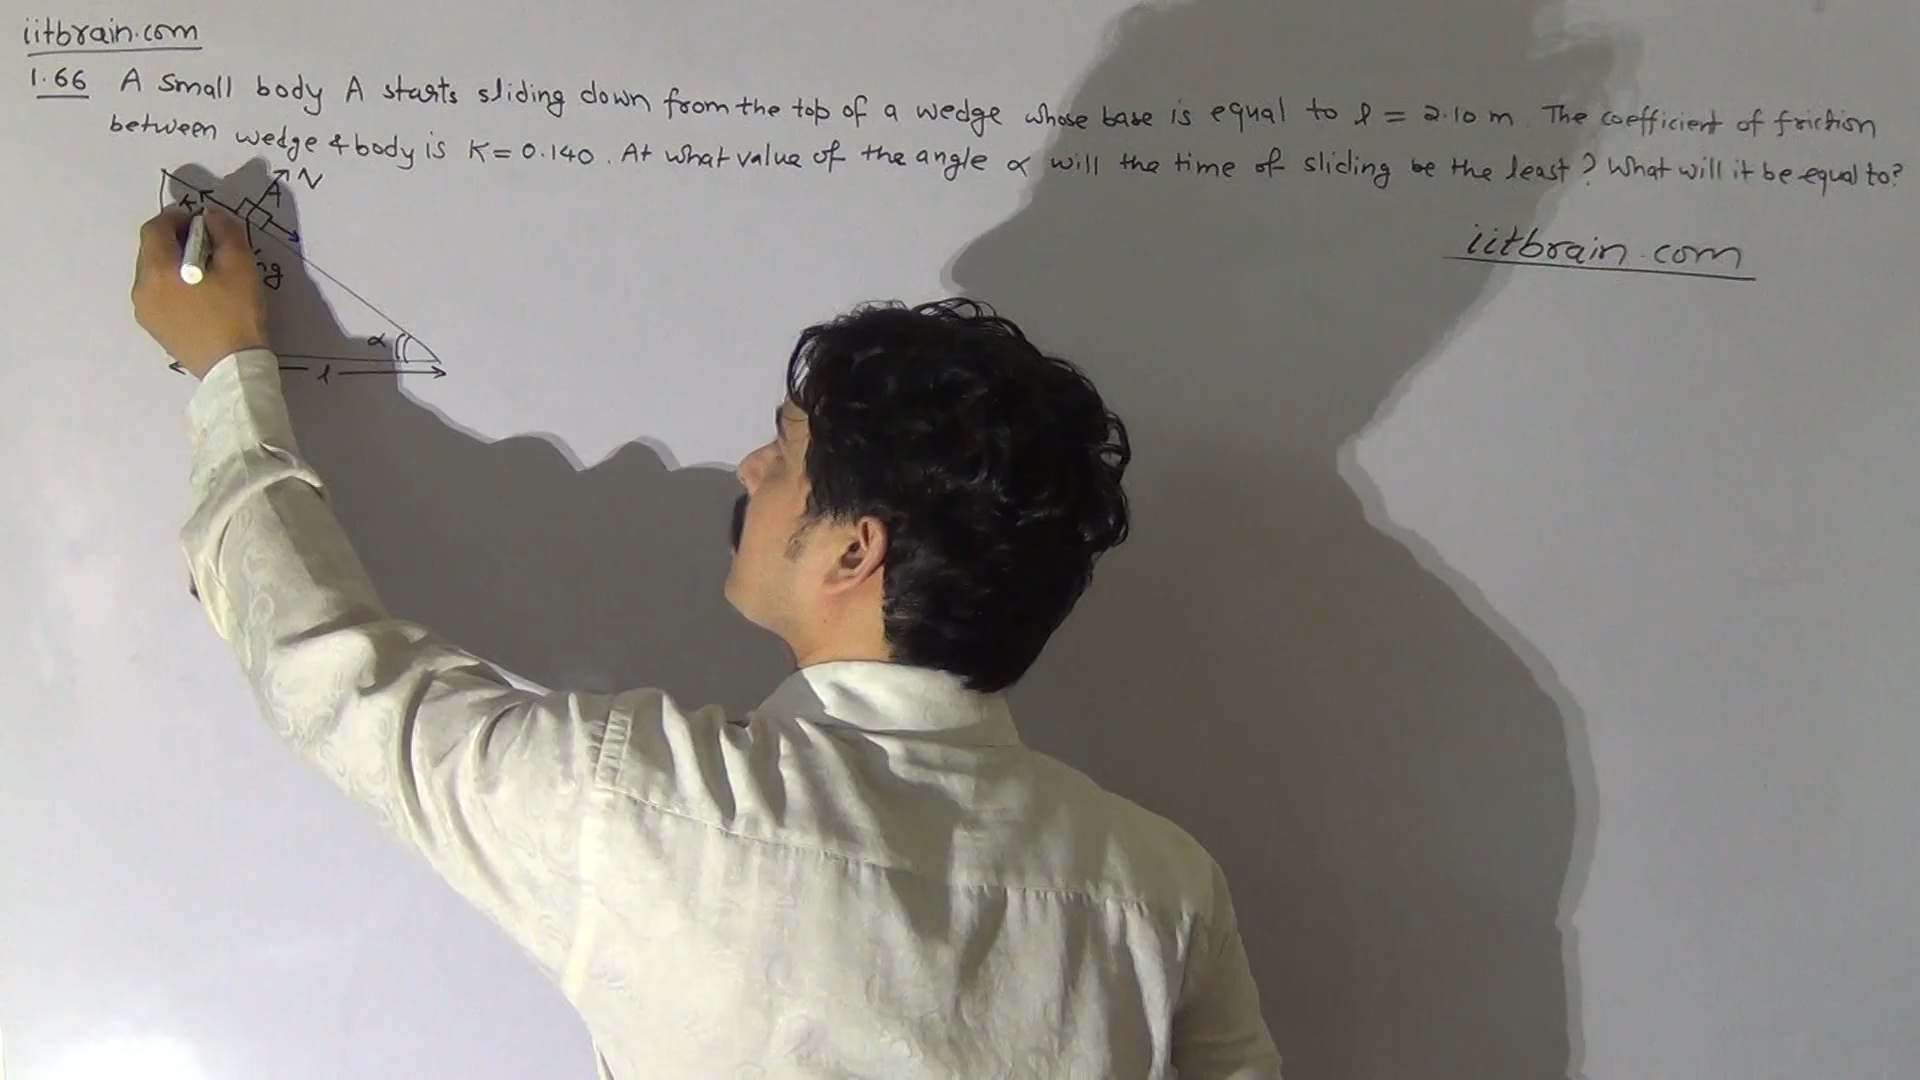 iitbrain.com
1.66 A small body A starts sliding down from the top of a wedge whose base is equal to l = 2.10 m. The coefficient of friction
between wedge & body is K = 0.140. At what value of the angle α will the time of sliding be the least? What will it be equal to?
N
A
K
mg
iitbrain.com
α
l